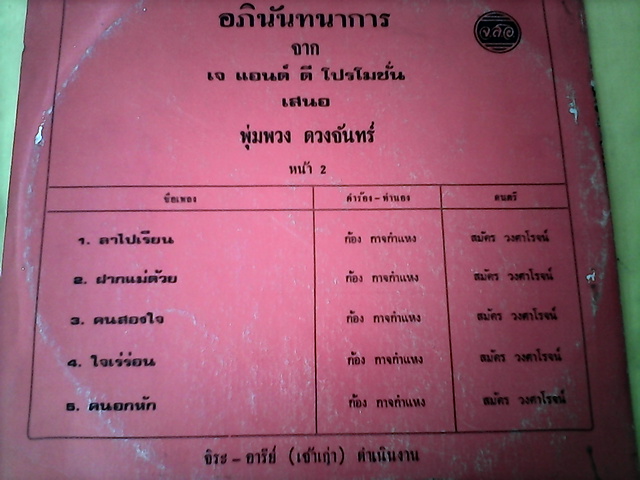 อภินันทนาการ
จาก
เจ แอนด์ ดี โปรโมชั่น
เสนอ
พุ่มพวง ดวงจันทร์
หน้า 2
ชื่อเพลง คำร้อง-ทำนอง ดนตรี
1. ลาไปเรียน ก้อง กาจกำแหง สมัคร วงศาโรจน์
2. ฝากแม่ด้วย ก้อง กาจกำแหง สมัคร วงศาโรจน์
3. คนสองใจ ก้อง กาจกำแหง สมัคร วงศาโรจน์
4. ใจเร่ร่อน ก้อง กาจกำแหง สมัคร วงศาโรจน์
5. คนอกหัก ก้อง กาจกำแหง สมัคร วงศาโรจน์
จิระ - อารีย์ (เซ้าเก่า) ดำเนินงาน